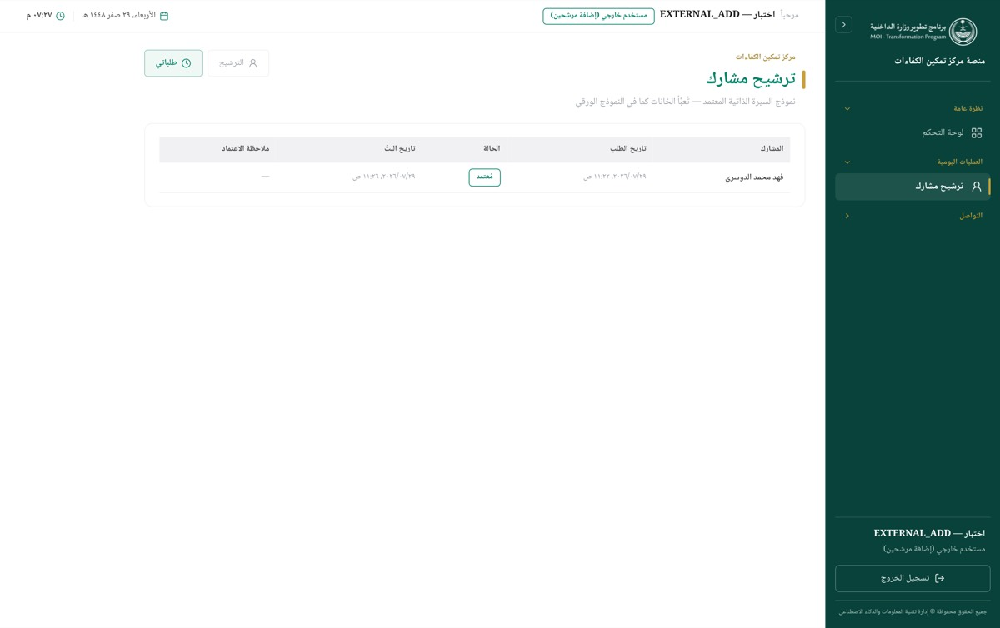 برنامج تطوير وزارة الداخلية
MOI - Transformation Program
منصة مركز تمكين الكفاءات
نظرة عامة
لوحة التحكم
العمليات اليومية
ترشيح مشارك
التواصل
اختبار — EXTERNAL_ADD
مستخدم خارجي (إضافة مرشحين)
تسجيل الخروج
جميع الحقوق محفوظة © إدارة تقنية المعلومات والذكاء الاصطناعي
مرحباً اختبار — EXTERNAL_ADD مستخدم خارجي (إضافة مرشحين)
الأربعاء، ٢٩ صفر ١٤٤٨ هـ ٠٧:٢٧ م
مركز تمكين الكفاءات
ترشيح مشارك
نموذج السيرة الذاتية المعتمد — تُعبَّأ الخانات كما في النموذج الورقي
الترشيح طلباتي
المشارك تاريخ الطلب الحالة تاريخ البتّ ملاحظة الاعتماد
فهد محمد الدوسري ٢٠٢٦/٠٧/٢٩، ١١:٢٢ ص مُعتمد ٢٠٢٦/٠٧/٢٩، ١١:٢٦ ص —